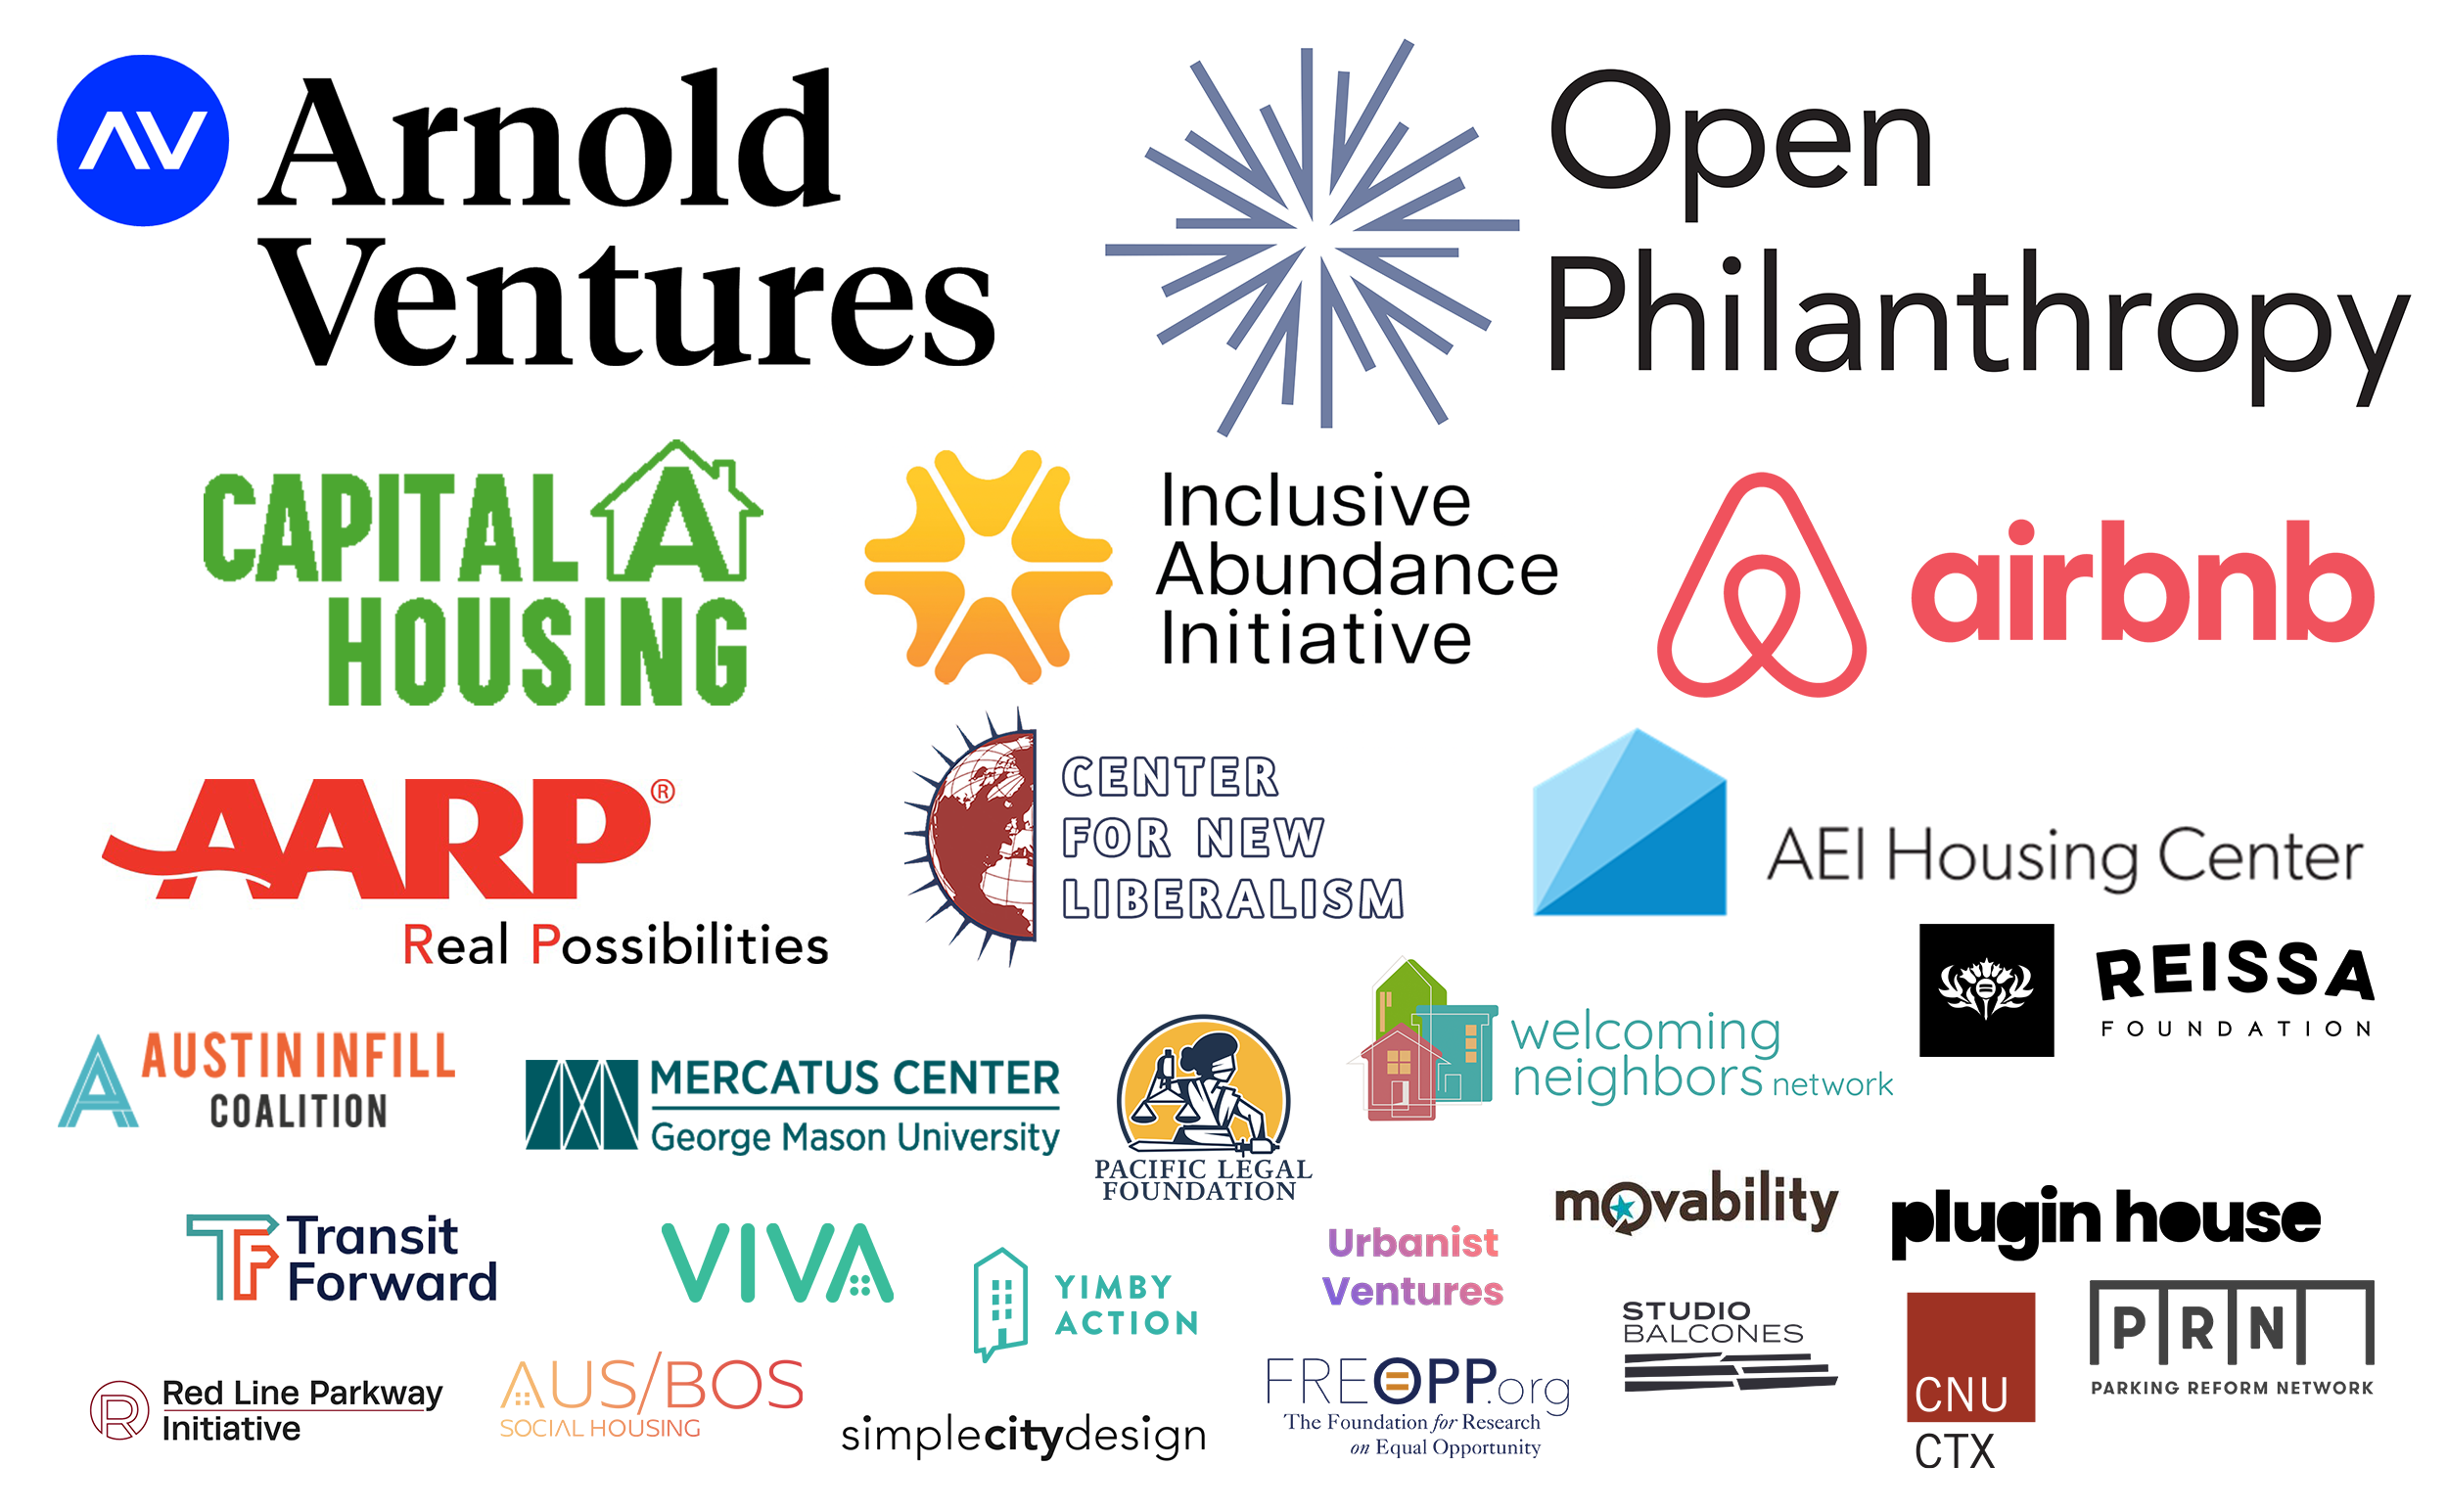 Arnold
Ventures
Open
Philanthropy
CAPITAL A
HOUSING
Inclusive
Abundance
Initiative
airbnb
AARP®
Real Possibilities
CENTER
FOR NEW
LIBERALISM
AEI Housing Center
REISSA
FOUNDATION
AUSTIN INFILL
COALITION
MERCATUS CENTER
George Mason University
PACIFIC LEGAL
FOUNDATION
welcoming
neighbors network
movability
plugin house
TF Transit
Forward
VIVA
YIMBY
ACTION
Urbanist
Ventures
STUDIO
BALCONES
CNU
CTX
PRN
PARKING REFORM NETWORK
R Red Line Parkway
Initiative
AUS/BOS
SOCIAL HOUSING
simplecitydesign
FREOPP.org
The Foundation for Research
on Equal Opportunity